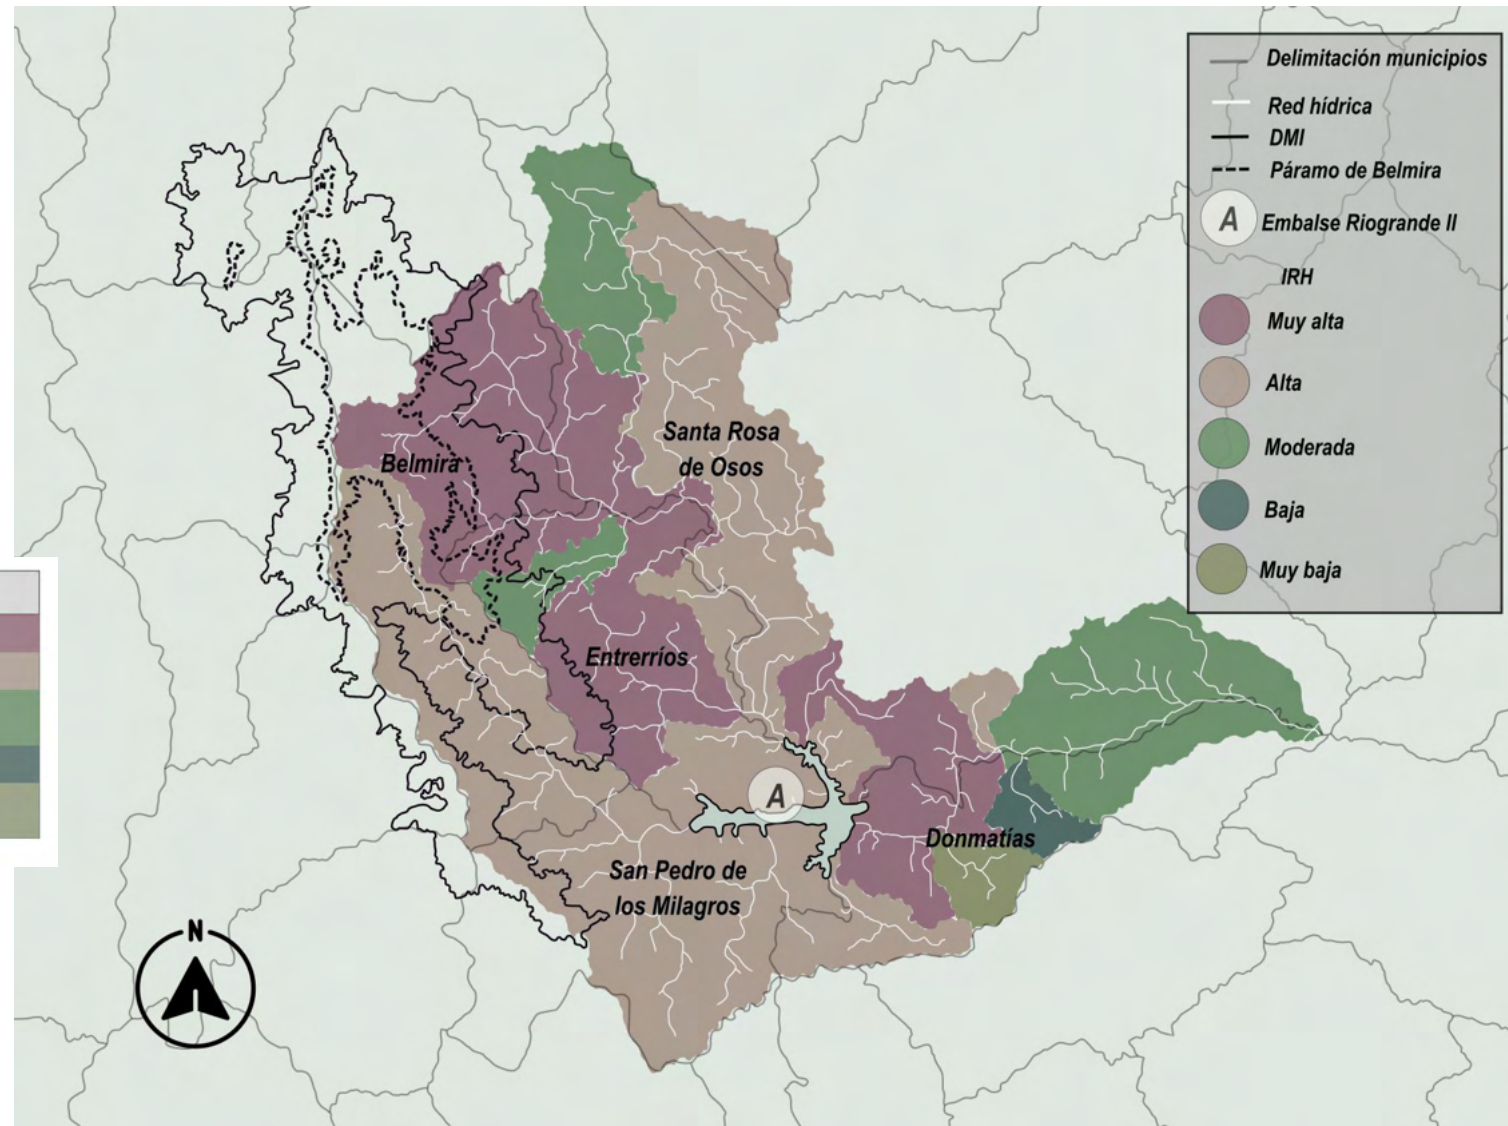 Delimitación municipios
Red hídrica
DMI
Páramo de Belmira
A
Embalse Riogrande II
IRH
Muy alta
Alta
Moderada
Baja
Muy baja
Santa Rosa
de Osos
Belmira
Entrerríos
A
Donmatías
San Pedro de
los Milagros
N